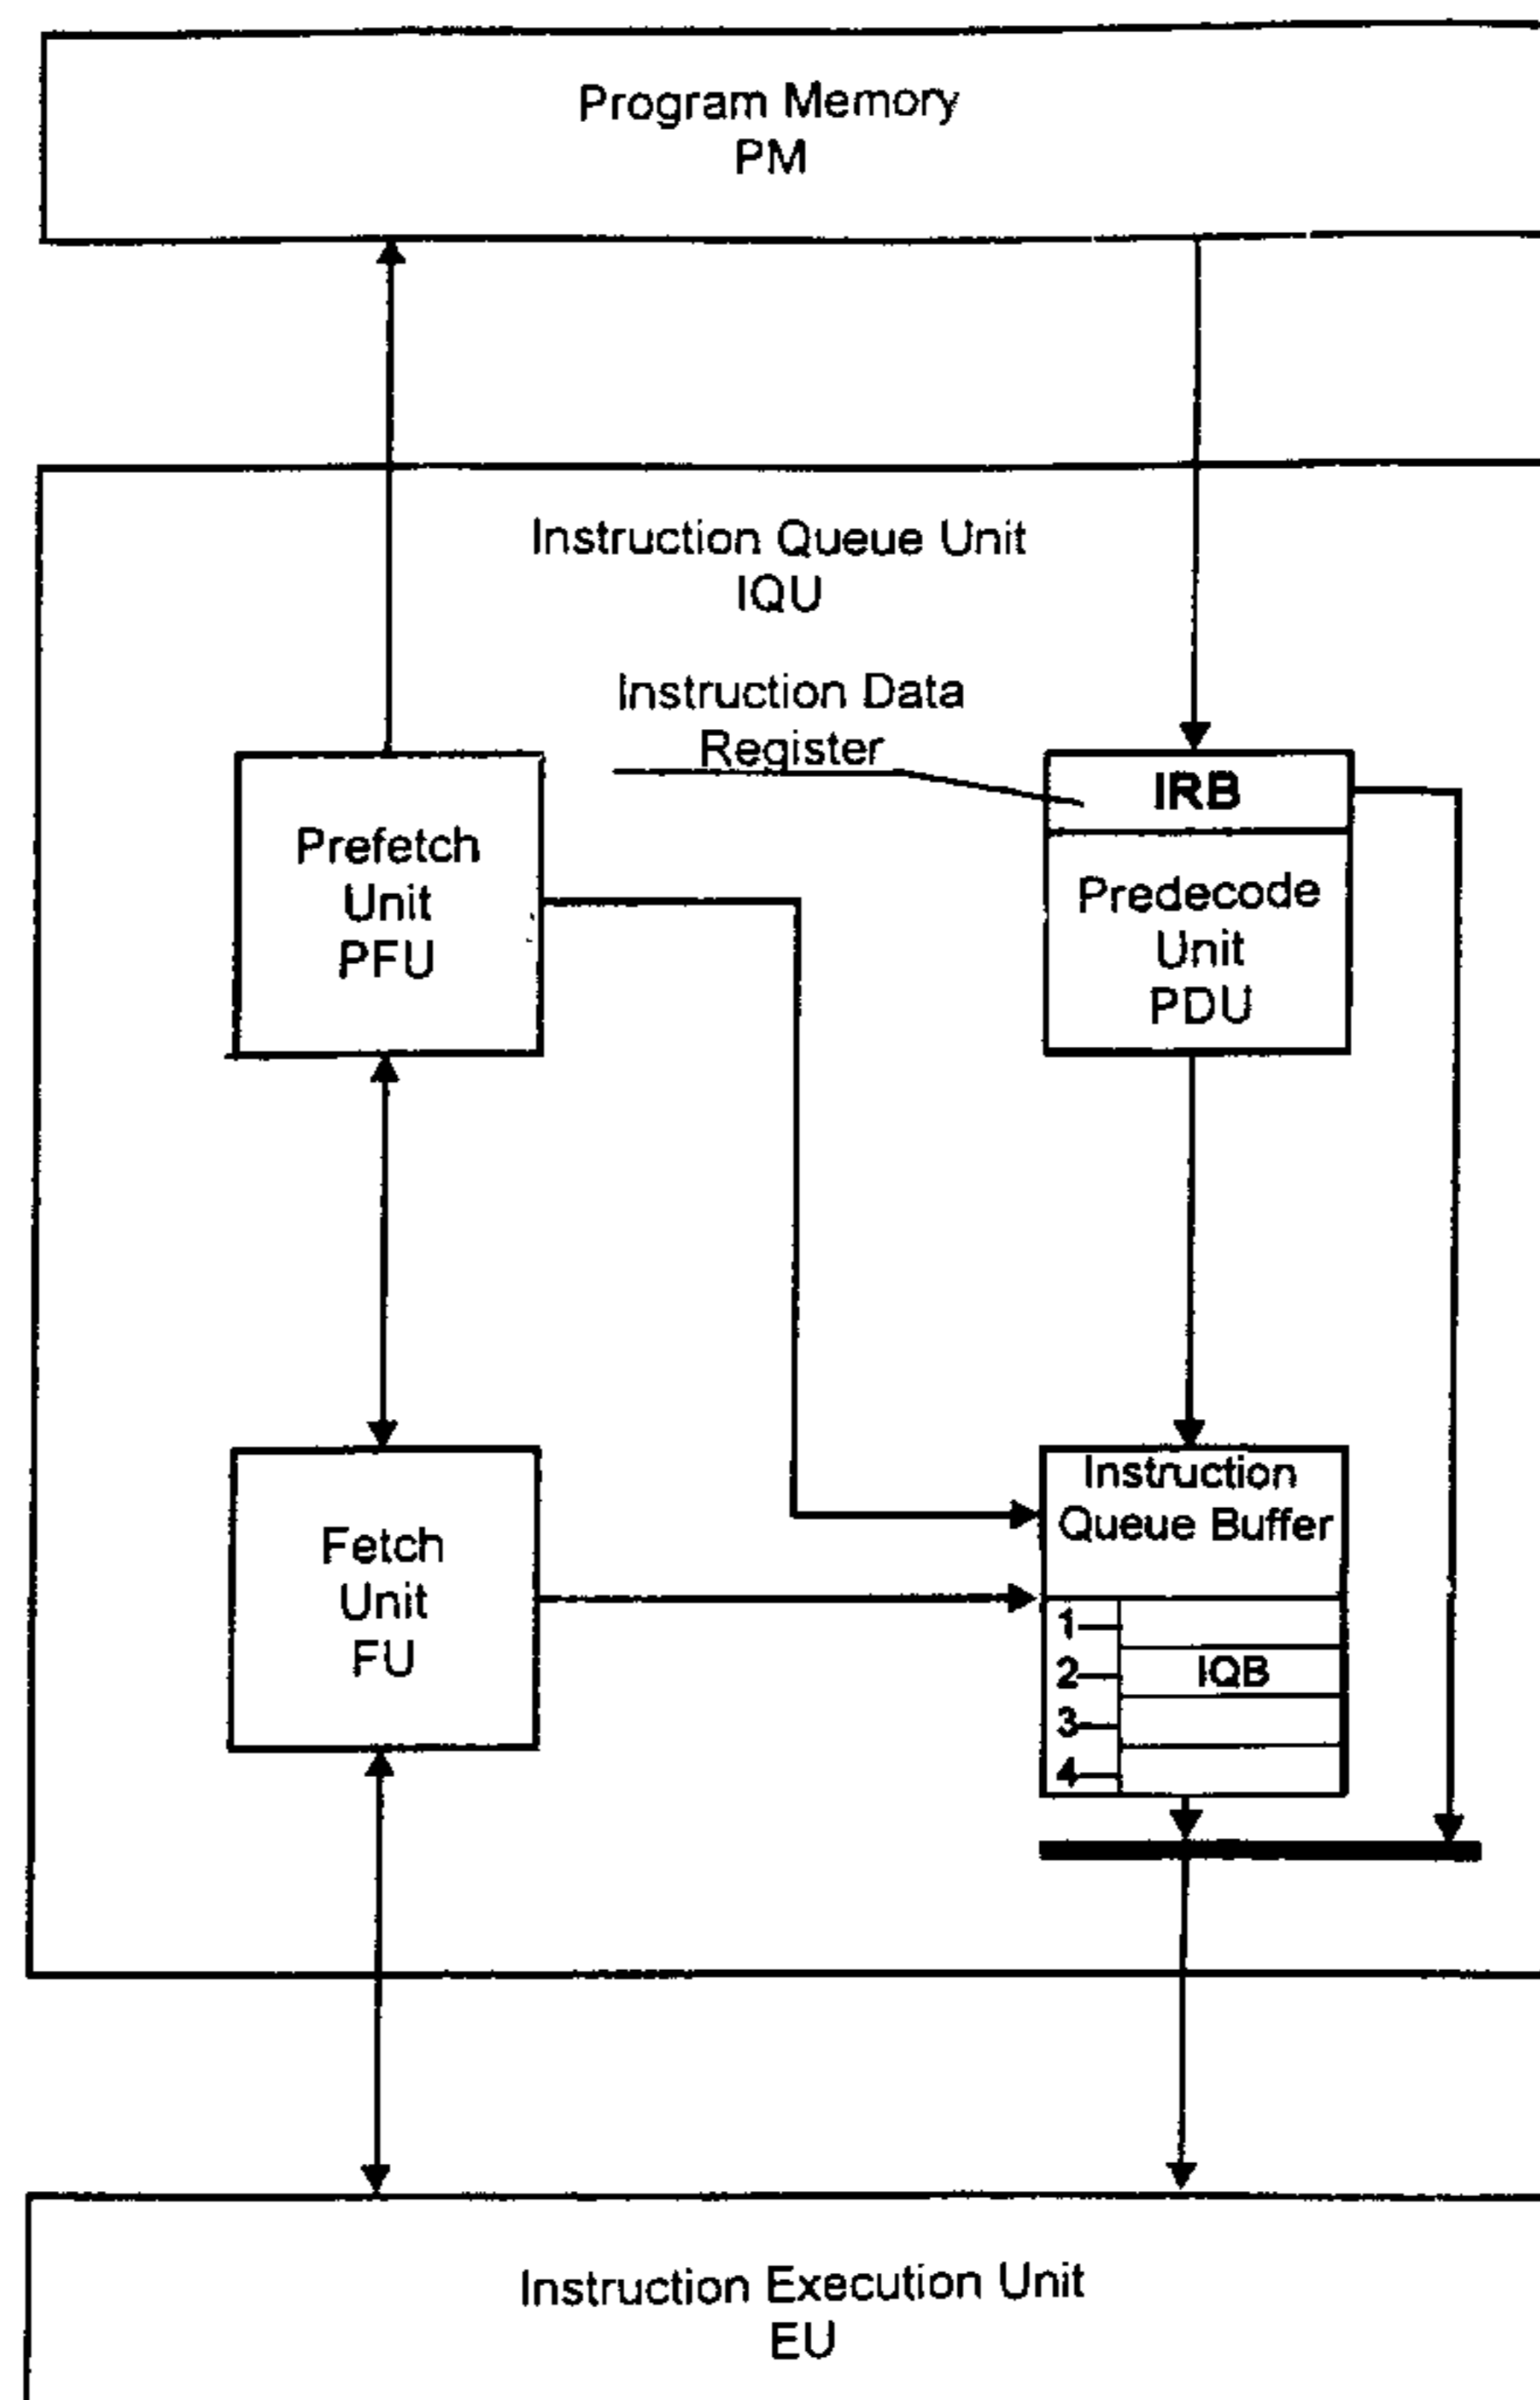 Program Memory
PM
Instruction Queue Unit
IQU
Instruction Data
Register
IRB
Prefetch
Unit
PFU
Predecode
Unit
PDU
Fetch
Unit
FU
Instruction
Queue Buffer
1
2
IQB
3
4
Instruction Execution Unit
EU